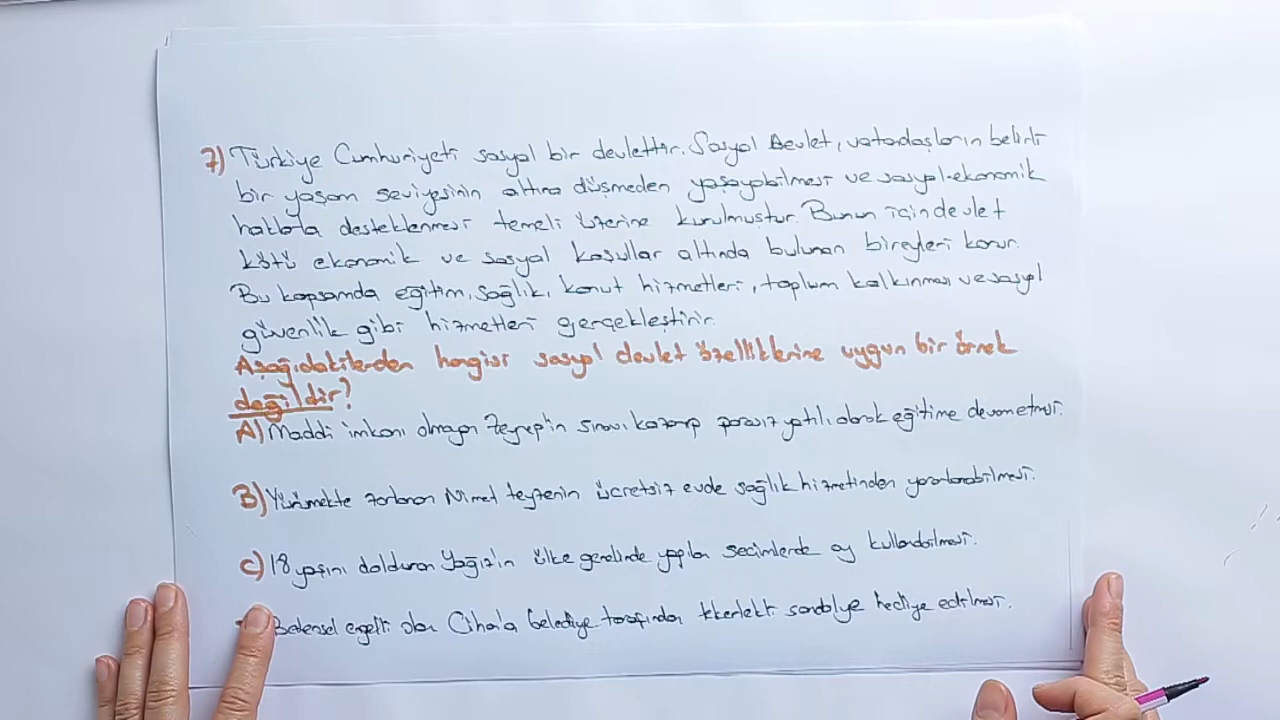 7) Türkiye Cumhuriyeti sosyal bir devlettir. Sosyal Devlet, vatadaşların belirli
bir yaşam seviyesinin altına düşmeden yaşayabilmesi ve sosyal-ekonomik
haklarla desteklenmesi temeli üzerine kurulmuştur. Bunun için devlet
kötü ekonomik ve sosyal koşullar altında bulunan bireyleri korur.
Bu kapsamda eğitim, sağlık, konut hizmetleri, toplum kalkınması ve sosyal
güvenlik gibi hizmetleri gerçekleştirir.
Aşağıdakilerden hangisi sosyal devlet özelliklerine uygun bir örnek
değildir?
A) Maddi imkanı olmayan Zeynep'in sınavı kazanıp parasız yatılı olarak eğitime devam etmesi.
B) Yürümekte zorlanan Nimet teyzenin ücretsiz evde sağlık hizmetinden yararlanabilmesi.
C) 18 yaşını dolduran Yağız'ın ülke genelinde yapılan seçimlerde oy kullanabilmesi.
Bedensel engelli olan Cihan'a belediye tarafından tekerlekli sandalye hediye edilmesi.